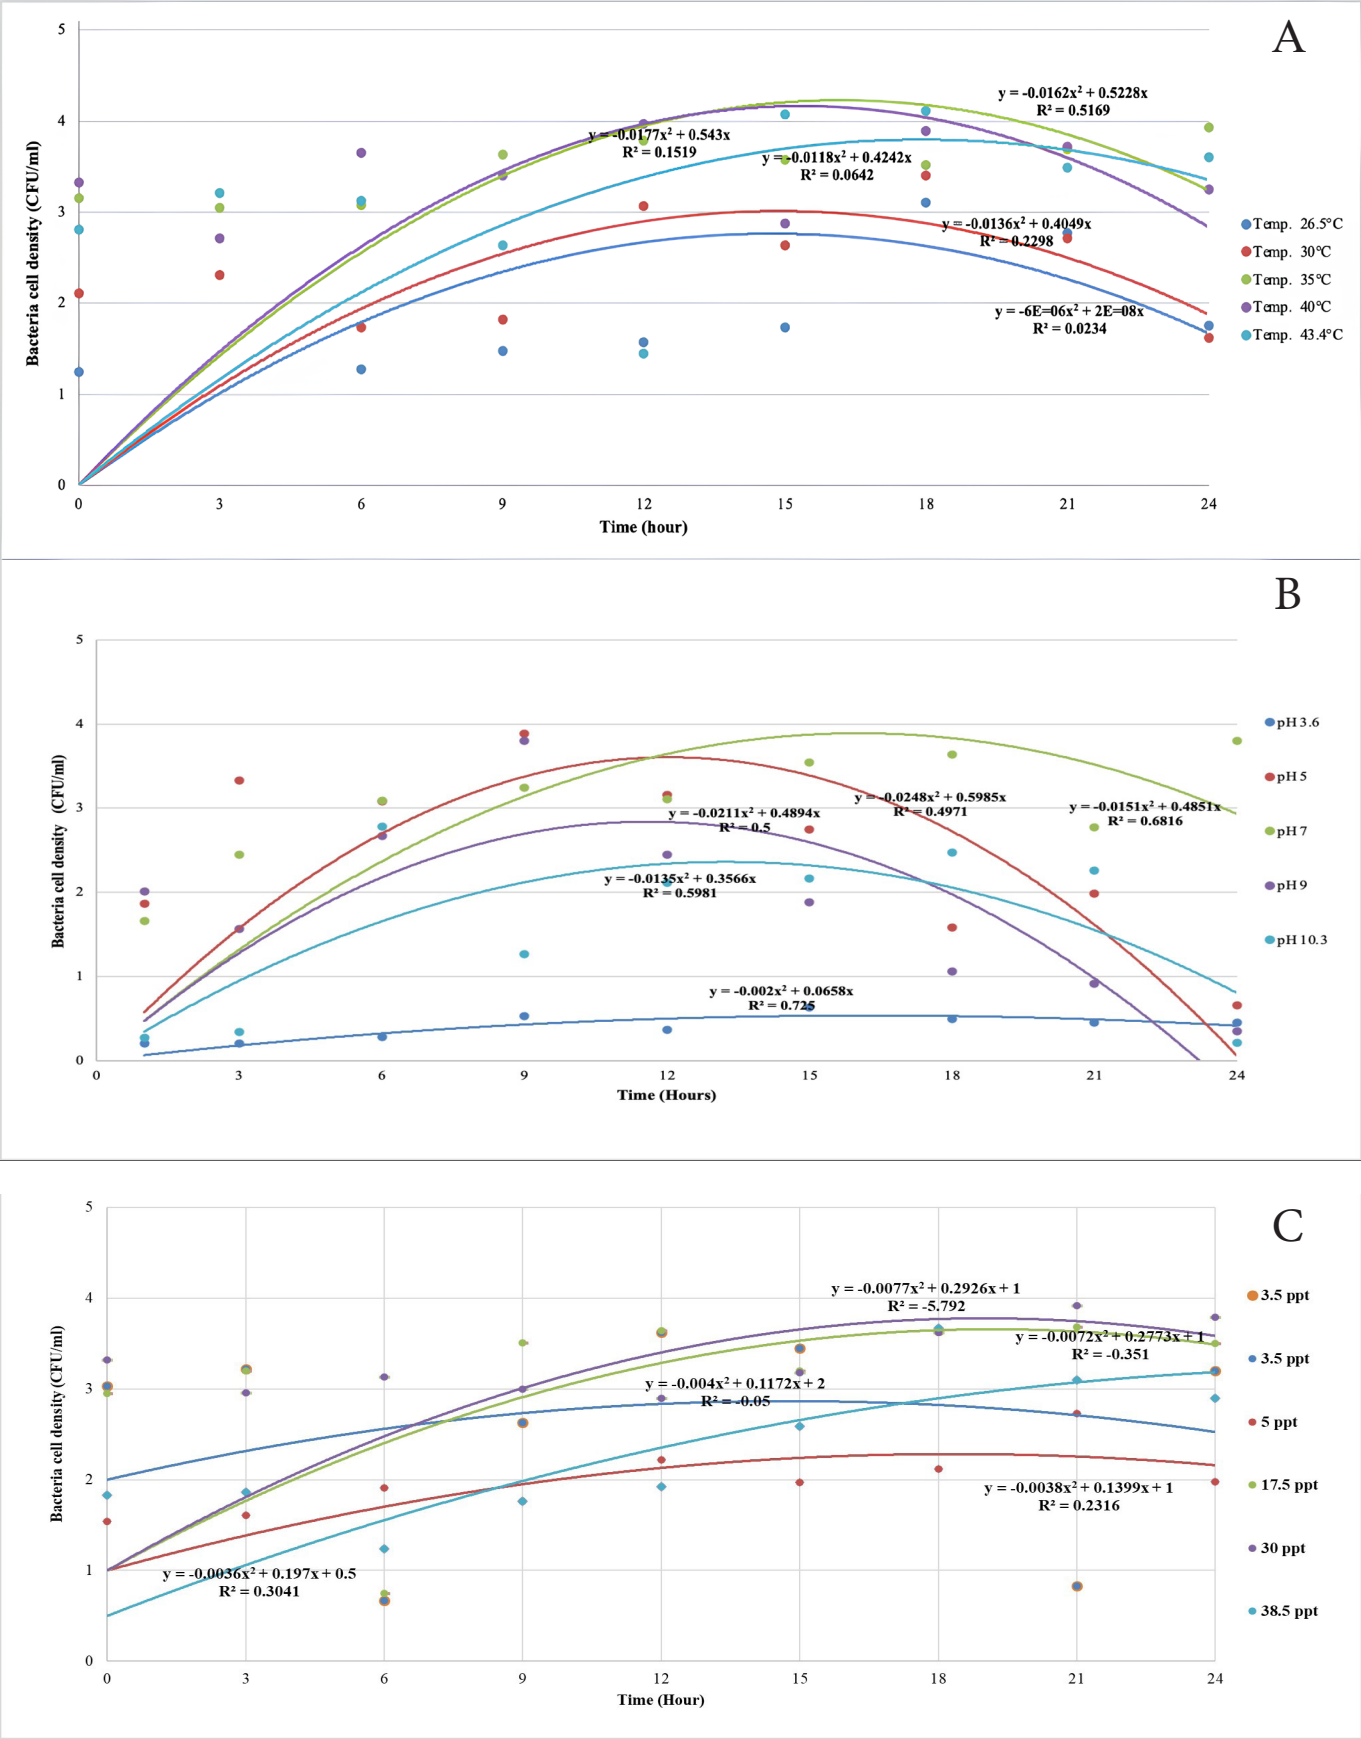 A
5
4
3
2
1
0
Bacteria cell density (CFU/ml)
y = -0.0162x² + 0.5228x
R² = 0.5169
y = -0.0177x² + 0.543x
R² = 0.1519
y = -0.0118x² + 0.4242x
R² = 0.0642
y = -0.0136x² + 0.4049x
R² = 0.2298
y = -6E-06x² + 2E-08x
R² = 0.0234
Temp. 26.5°C
Temp. 30°C
Temp. 35°C
Temp. 40°C
Temp. 43.4°C
0 3 6 9 12 15 18 21 24
Time (hour)
B
5
4
3
2
1
0
Bacteria cell density (CFU/ml)
y = -0.0248x² + 0.5985x
R² = 0.4971
y = -0.0151x² + 0.4851x
R² = 0.6816
y = -0.0211x² + 0.4894x
R² = 0.5
y = -0.0135x² + 0.3566x
R² = 0.5981
y = -0.002x² + 0.0658x
R² = 0.725
pH 3.6
pH 5
pH 7
pH 9
pH 10.3
0 3 6 9 12 15 18 21 24
Time (Hours)
C
5
4
3
2
1
0
Bacteria cell density (CFU/ml)
y = -0.0077x² + 0.2926x + 1
R² = -5.792
y = -0.0072x² + 0.2773x + 1
R² = -0.351
y = -0.004x² + 0.1172x + 2
R² = -0.05
y = -0.0038x² + 0.1399x + 1
R² = 0.2316
y = -0.0036x² + 0.197x + 0.5
R² = 0.3041
3.5 ppt
3.5 ppt
5 ppt
17.5 ppt
30 ppt
38.5 ppt
0 3 6 9 12 15 18 21 24
Time (Hour)